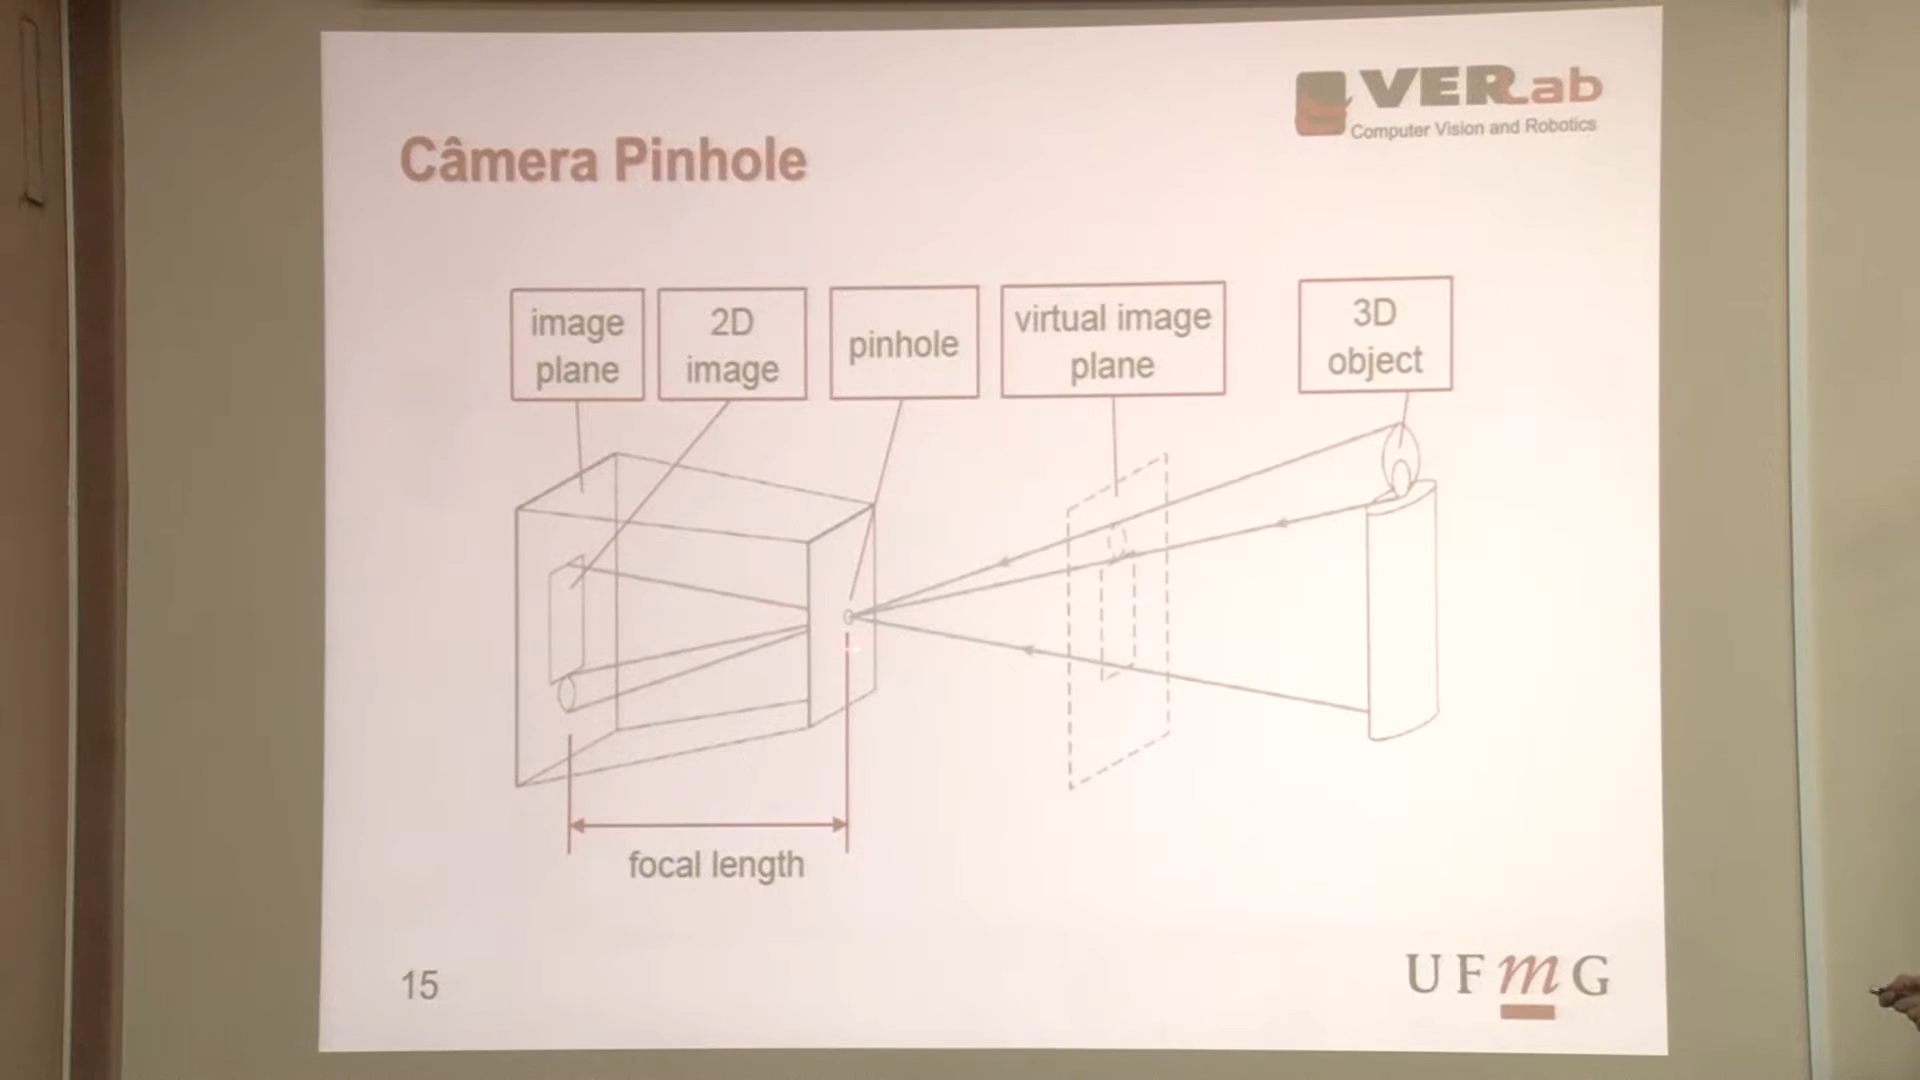 VERLab
Computer Vision and Robotics
Câmera Pinhole
image
plane
2D
image
pinhole
virtual image
plane
3D
object
focal length
15
UFmG